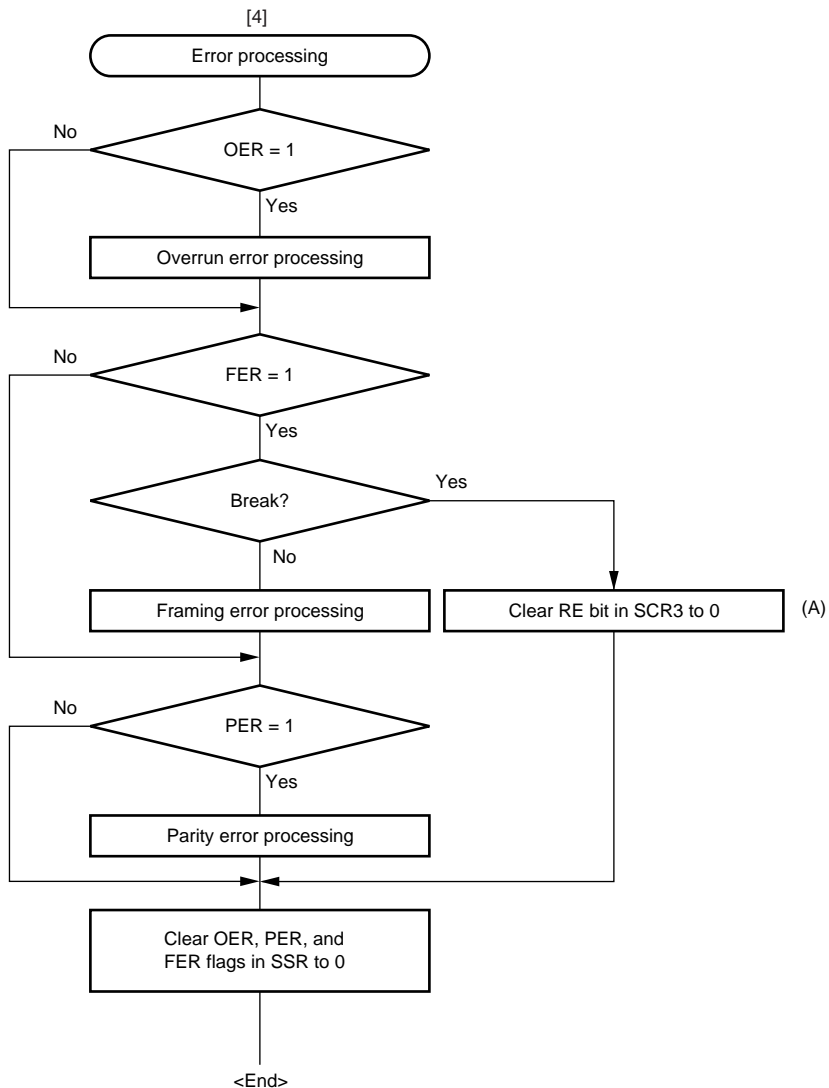 [4]
Error processing
No
OER = 1
Yes
Overrun error processing
No
FER = 1
Yes
Break?
Yes
No
Framing error processing
Clear RE bit in SCR3 to 0
(A)
No
PER = 1
Yes
Parity error processing
Clear OER, PER, and
FER flags in SSR to 0
<End>